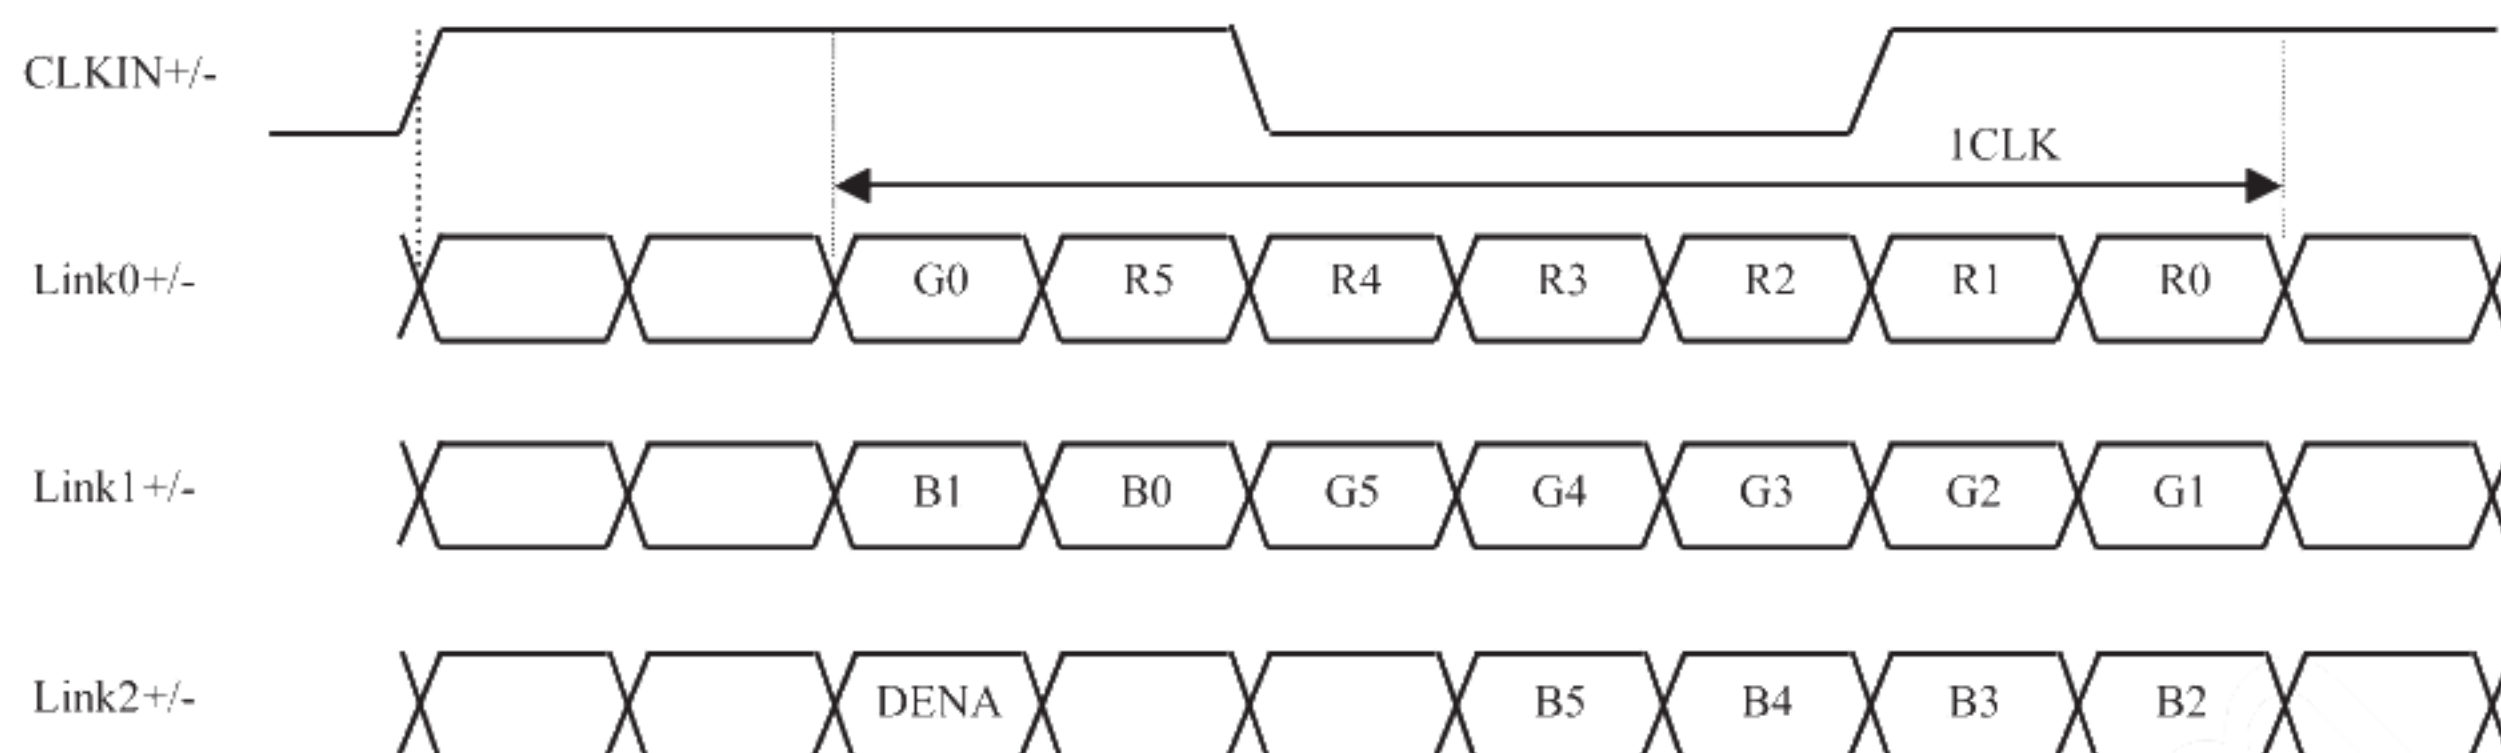 CLKIN+/-
1CLK
Link0+/- G0 R5 R4 R3 R2 R1 R0
Link1+/- B1 B0 G5 G4 G3 G2 G1
Link2+/- DENA B5 B4 B3 B2